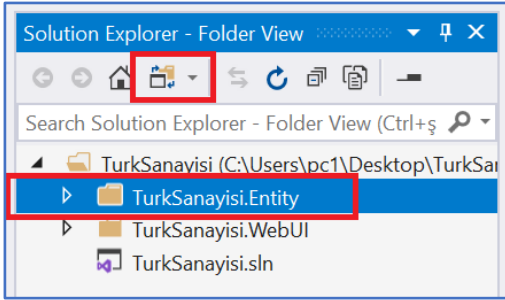 Solution Explorer - Folder View
Search Solution Explorer - Folder View (Ctrl+ş
TurkSanayisi (C:\Users\pc1\Desktop\TurkSa
TurkSanayisi.Entity
TurkSanayisi.WebUI
TurkSanayisi.sln